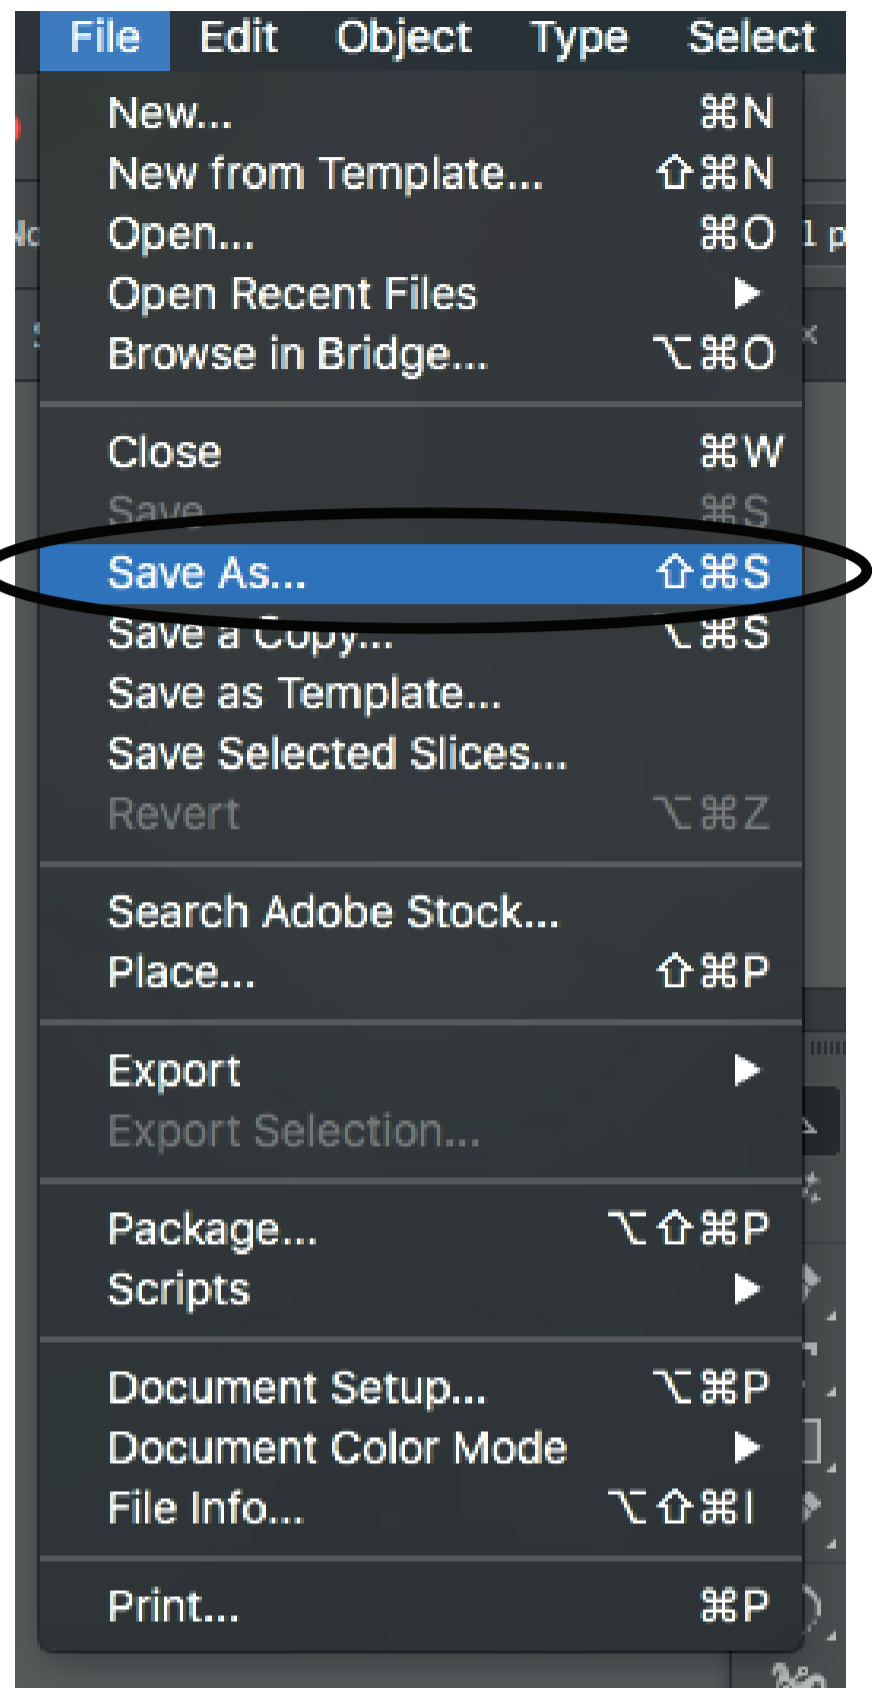 File Edit Object Type Select
New... ⌘N
New from Template... ⇧⌘N
Open... ⌘O
1 p
Open Recent Files ▶
Browse in Bridge... ⌥⌘O
Close ⌘W
Save ⌘S
Save As... ⇧⌘S
Save a Copy... ⌥⌘S
Save as Template...
Save Selected Slices...
Revert ⌥⌘Z
Search Adobe Stock...
Place... ⇧⌘P
Export ▶
Export Selection...
Package... ⌥⇧⌘P
Scripts ▶
Document Setup... ⌥⌘P
Document Color Mode ▶
File Info... ⌥⇧⌘I
Print... ⌘P